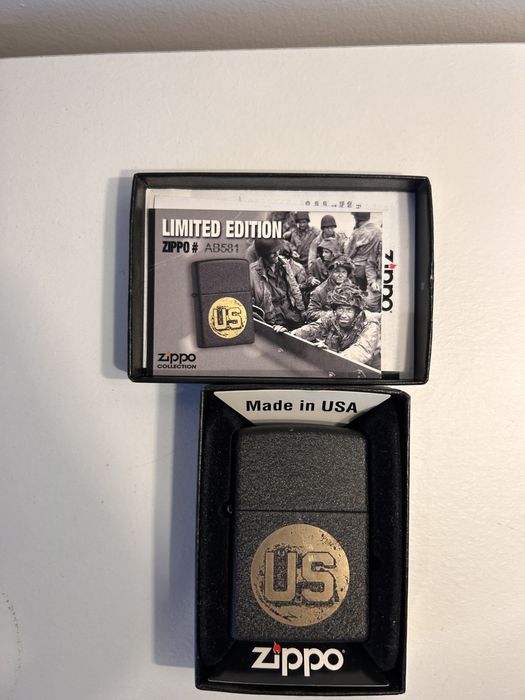 LIMITED EDITION
ZIPPO # AB581
US
zippo
COLLECTION
zippo
Made in USA
US
zippo